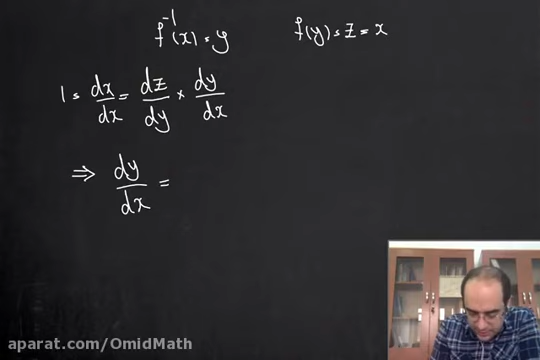 f⁻¹(x) = y    f(y) = z = x
1 = dx/dx = dz/dy × dy/dx
⇒ dy/dx =
aparat.com/OmidMath